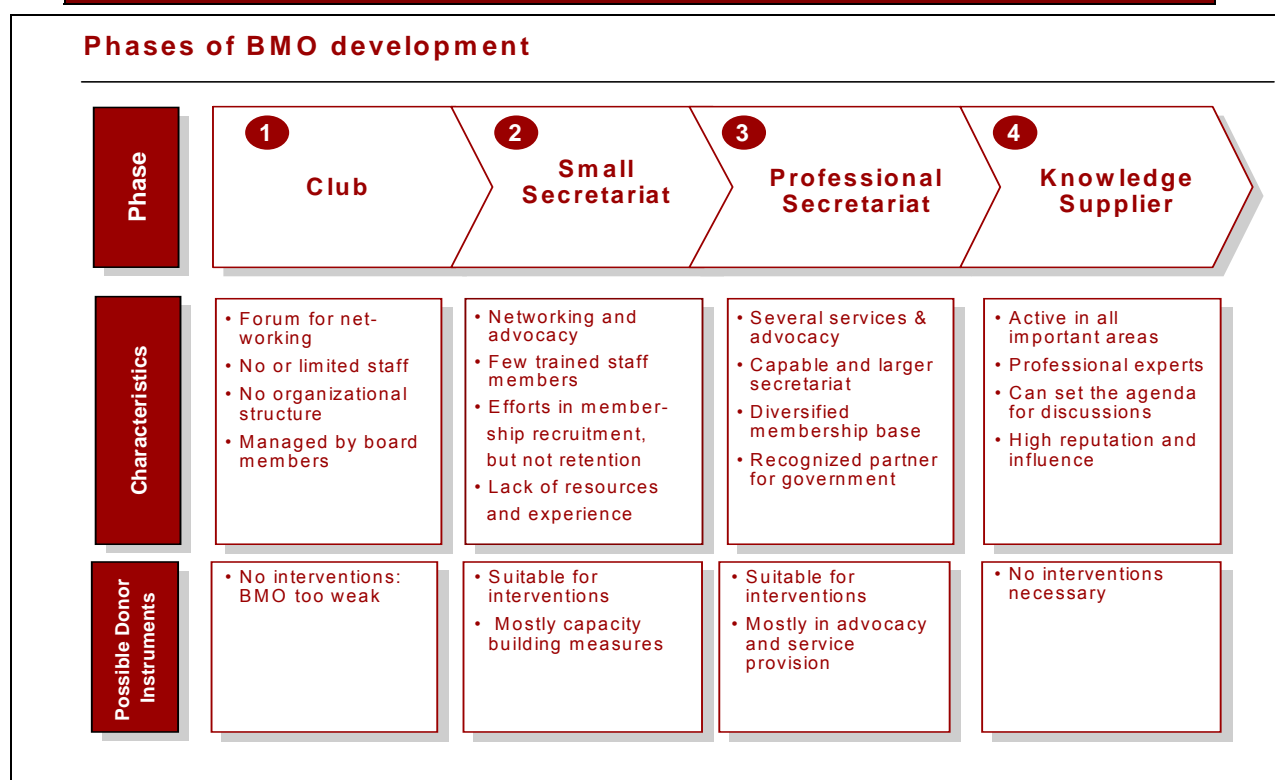 Phases of BMO development
Phase
1
Club
2
Small
Secretariat
3
Professional
Secretariat
4
Knowledge
Supplier
Characteristics
• Forum for net-
working
• No or limited staff
• No organizational
structure
• Managed by board
members
• Networking and
advocacy
• Few trained staff
members
• Efforts in member-
ship recruitment,
but not retention
• Lack of resources
and experience
• Several services &
advocacy
• Capable and larger
secretariat
• Diversified
membership base
• Recognized partner
for government
• Active in all
important areas
• Professional experts
• Can set the agenda
for discussions
• High reputation and
influence
Possible Donor
Instruments
• No interventions:
BMO too weak
• Suitable for
interventions
• Mostly capacity
building measures
• Suitable for
interventions
• Mostly in advocacy
and service
provision
• No interventions
necessary